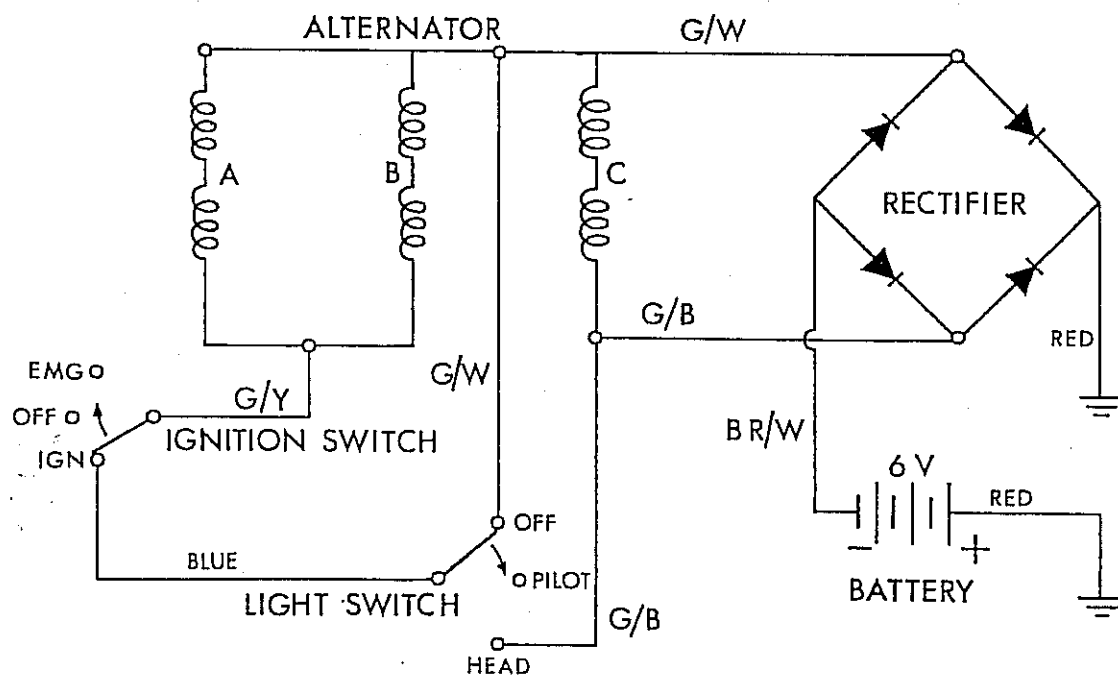 ALTERNATOR
G/W
A
B
C
RECTIFIER
G/B
RED
EMG
G/W
G/Y
OFF
IGNITION SWITCH
IGN
BR/W
6 V
RED
- +
OFF
BLUE
PILOT
LIGHT SWITCH
BATTERY
G/B
HEAD